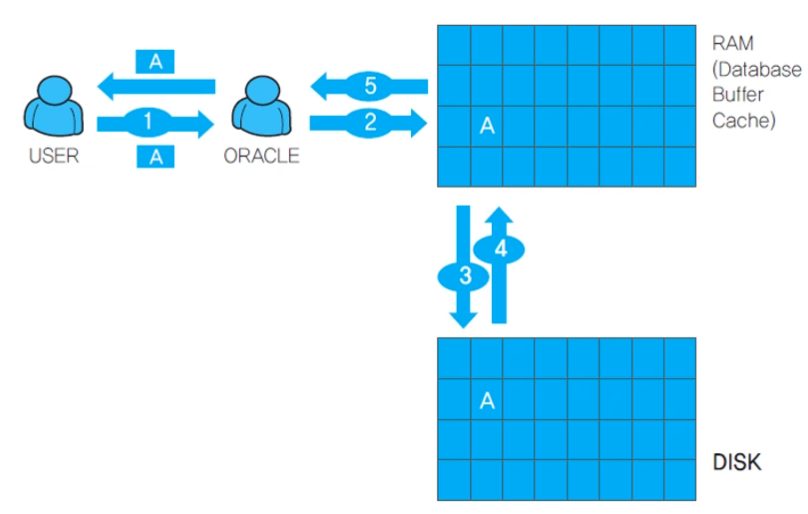 A
5
1
2
A
USER
ORACLE
A
RAM
(Database
Buffer
Cache)
4
3
A
DISK